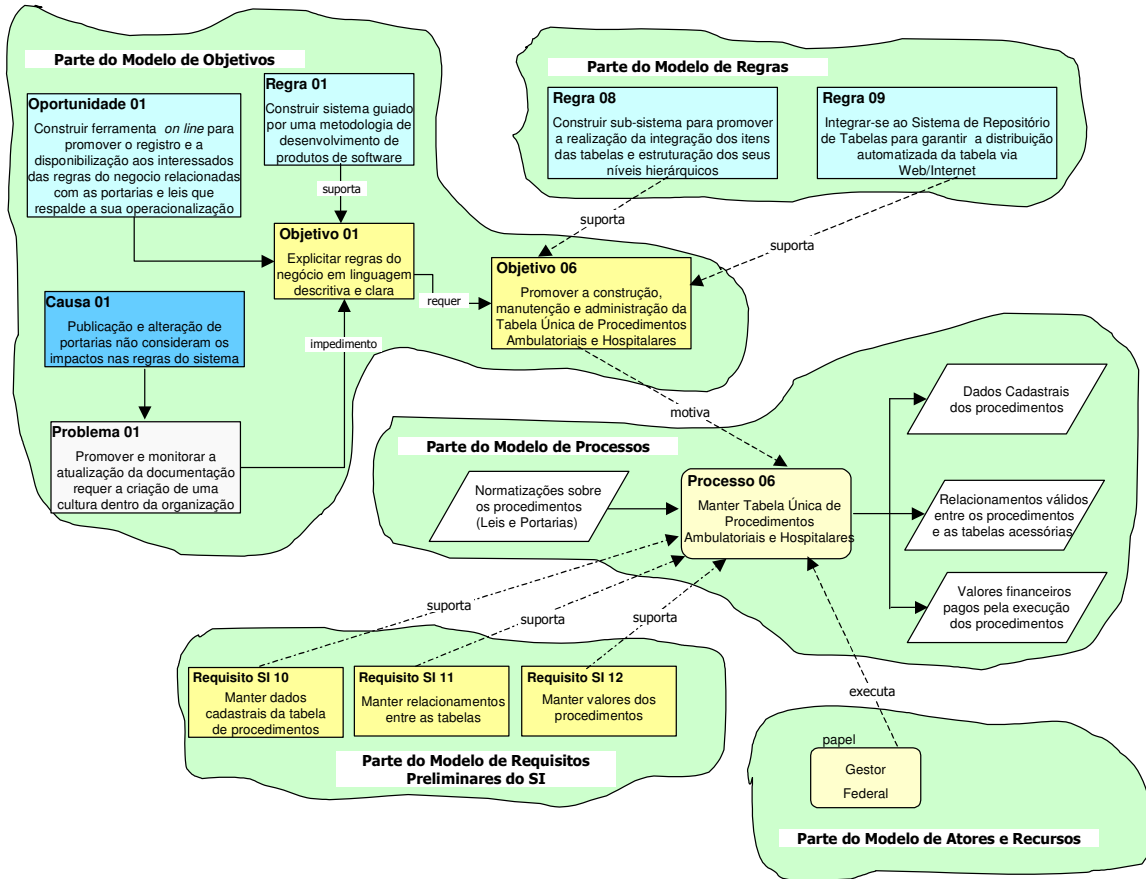 Parte do Modelo de Objetivos
Oportunidade 01
Construir ferramenta on line para
promover o registro e a
disponibilização aos interessados
das regras do negocio relacionadas
com as portarias e leis que
respalde a sua operacionalização
Regra 01
Construir sistema guiado
por uma metodologia de
desenvolvimento de
produtos de software
suporta
Objetivo 01
Explicitar regras do
negócio em linguagem
descritiva e clara
requer
Causa 01
Publicação e alteração de
portarias não consideram os
impactos nas regras do sistema
impedimento
Problema 01
Promover e monitorar a
atualização da documentação
requer a criação de uma
cultura dentro da organização
Parte do Modelo de Regras
Regra 08
Construir sub-sistema para promover
a realização da integração dos itens
das tabelas e estruturação dos seus
níveis hierárquicos
Regra 09
Integrar-se ao Sistema de Repositório
de Tabelas para garantir a distribuição
automatizada da tabela via
Web/Internet
suporta
suporta
Objetivo 06
Promover a construção,
manutenção e administração da
Tabela Única de Procedimentos
Ambulatoriais e Hospitalares
motiva
Parte do Modelo de Processos
Normatizações sobre
os procedimentos
(Leis e Portarias)
Processo 06
Manter Tabela Única de
Procedimentos
Ambulatoriais e Hospitalares
Dados Cadastrais
dos procedimentos
Relacionamentos válidos
entre os procedimentos
e as tabelas acessórias
Valores financeiros
pagos pela execução
dos procedimentos
suporta
suporta
suporta
Requisito SI 10
Manter dados
cadastrais da tabela
de procedimentos
Requisito SI 11
Manter relacionamentos
entre as tabelas
Requisito SI 12
Manter valores dos
procedimentos
Parte do Modelo de Requisitos
Preliminares do SI
executa
papel
Gestor
Federal
Parte do Modelo de Atores e Recursos